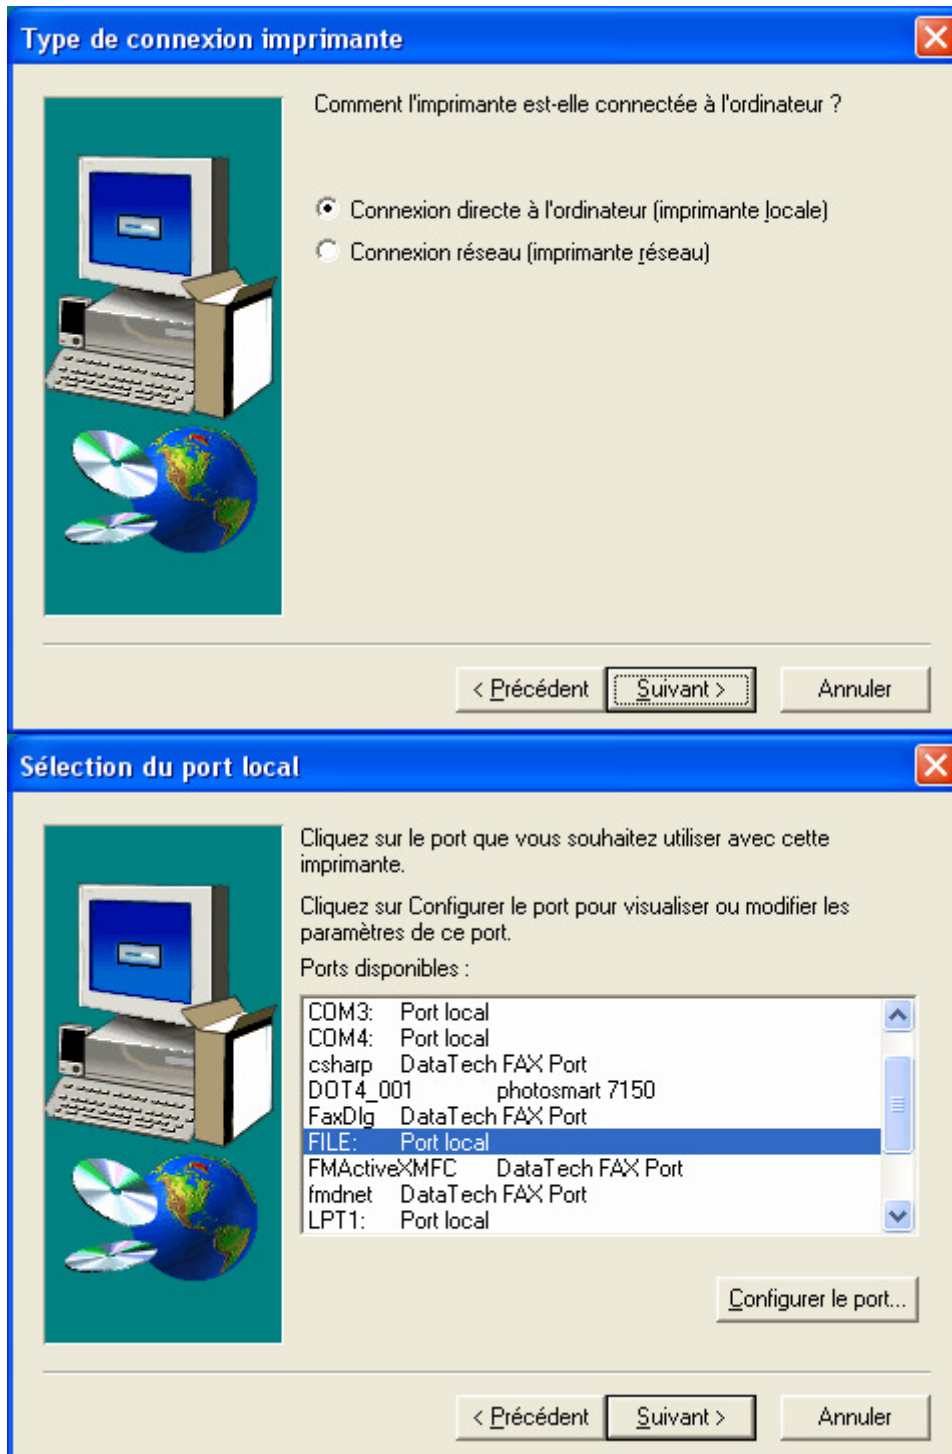 Type de connexion imprimante
Comment l'imprimante est-elle connectée à l'ordinateur ?
Connexion directe à l'ordinateur (imprimante locale)
Connexion réseau (imprimante réseau)
< Précédent Suivant > Annuler
Sélection du port local
Cliquez sur le port que vous souhaitez utiliser avec cette
imprimante.
Cliquez sur Configurer le port pour visualiser ou modifier les
paramètres de ce port.
Ports disponibles :
COM3: Port local
COM4: Port local
csharp DataTech FAX Port
DOT4_001 photosmart 7150
FaxDlg DataTech FAX Port
FILE: Port local
FMActiveXMFC DataTech FAX Port
fmdnet DataTech FAX Port
LPT1: Port local
Configurer le port...
< Précédent Suivant > Annuler